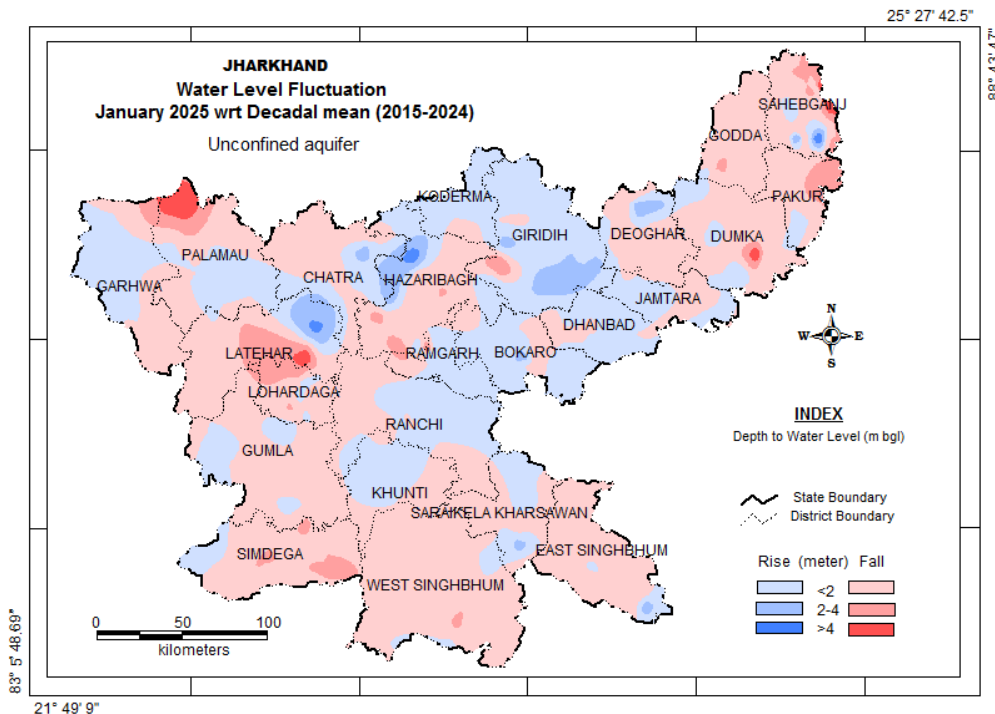 25° 27' 42.5"
88° 43' 47"
JHARKHAND
Water Level Fluctuation
January 2025 wrt Decadal mean (2015-2024)
Unconfined aquifer
SAHEBGANJ
GODDA
PAKUR
KODERMA
GIRIDIH
DEOGHAR
DUMKA
PALAMAU
CHATRA
HAZARIBAGH
GARHWA
JAMTARA
DHANBAD
LATEHAR
RAMGARH
BOKARO
LOHARDAGA
RANCHI
GUMLA
KHUNTI
SARAIKELA KHARSAWAN
SIMDEGA
EAST SINGHBHUM
WEST SINGHBHUM
N
W E
S
INDEX
Depth to Water Level (m bgl)
State Boundary
District Boundary
Rise (meter) Fall
<2
2-4
>4
0 50 100
kilometers
83° 5' 48.69"
21° 49' 9"